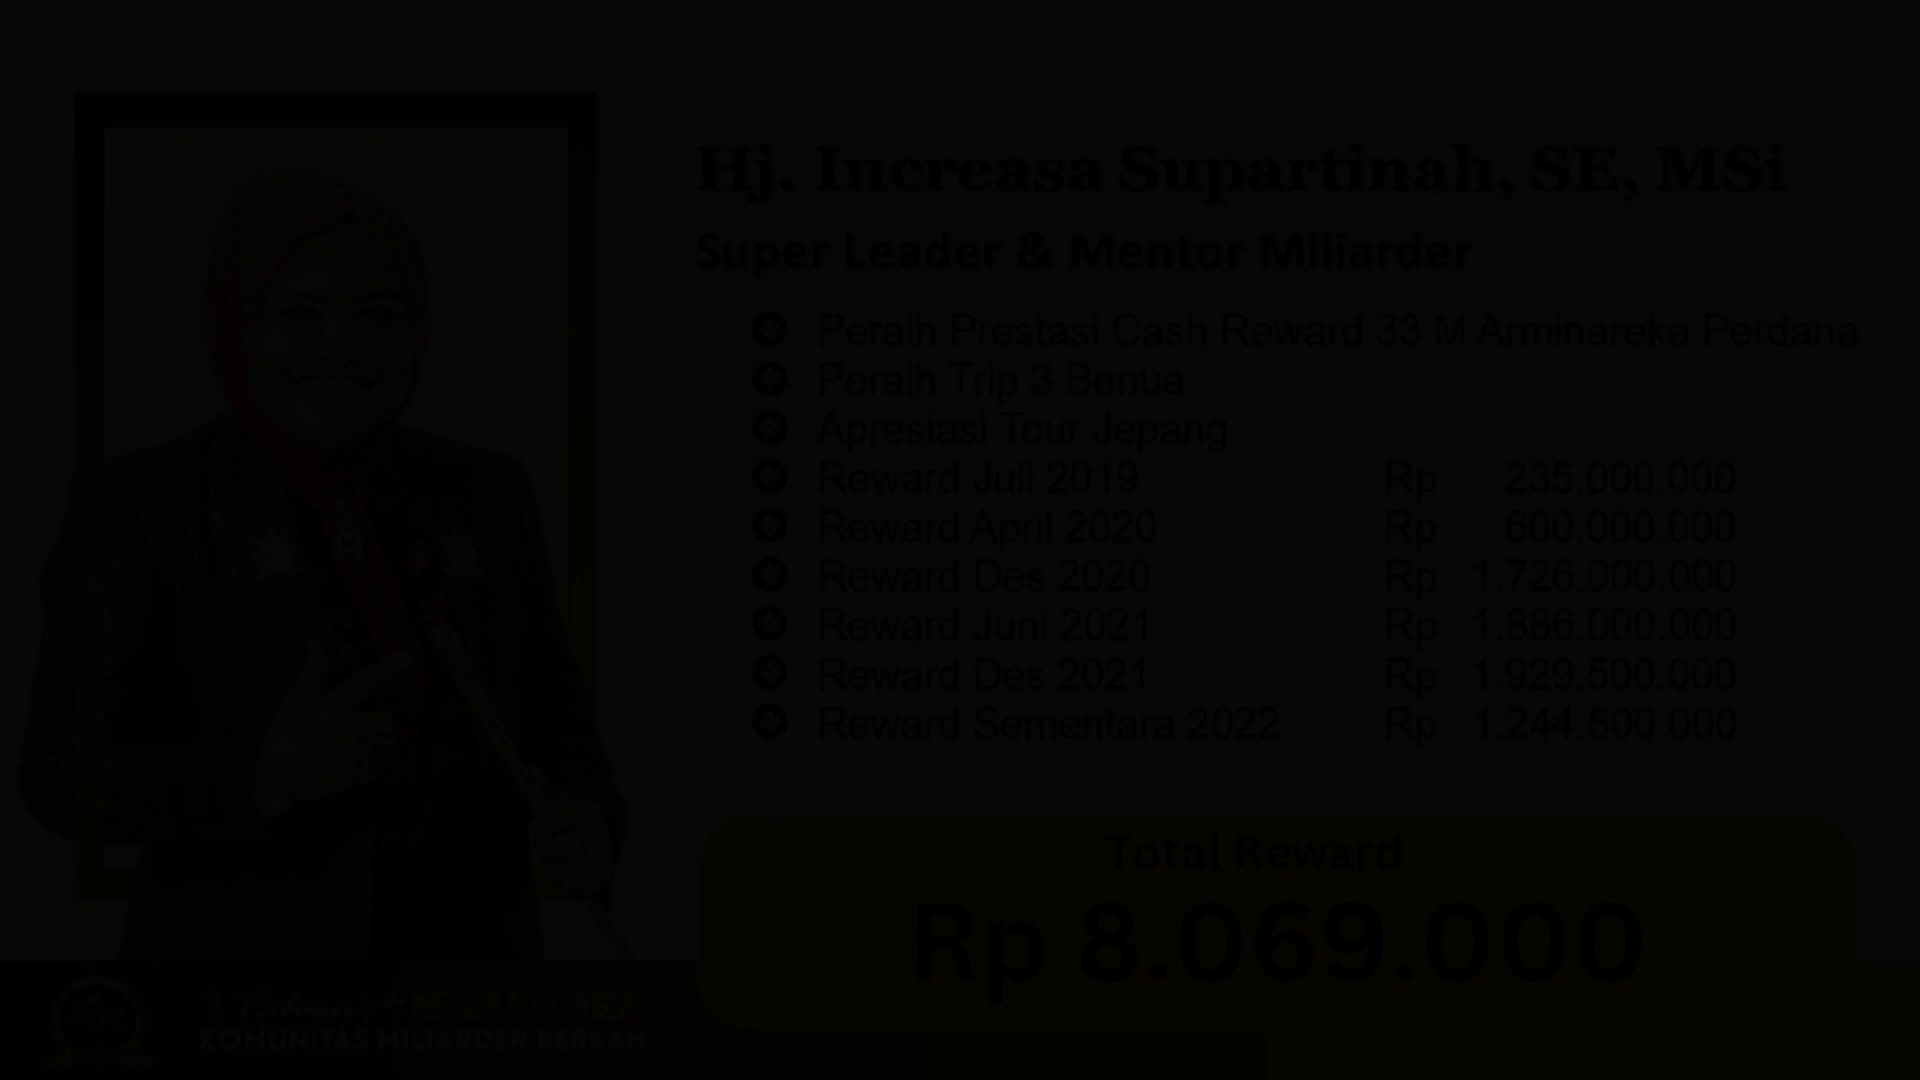 Hj. Increasa Supartinah, SE, MSi
Super Leader & Mentor Miliarder
Peraih Prestasi Cash Reward 33 M Arminareka Perdana
Peraih Trip 3 Benua
Apresiasi Tour Jepang
Reward Juli 2019 Rp 235.000.000
Reward April 2020 Rp 600.000.000
Reward Des 2020 Rp 1.726.000.000
Reward Juni 2021 Rp 1.886.000.000
Reward Des 2021 Rp 1.929.500.000
Reward Sementara 2022 Rp 1.244.500.000
Total Reward
Rp 8.069.000
KOMUNITAS MILIARDER BERKAH